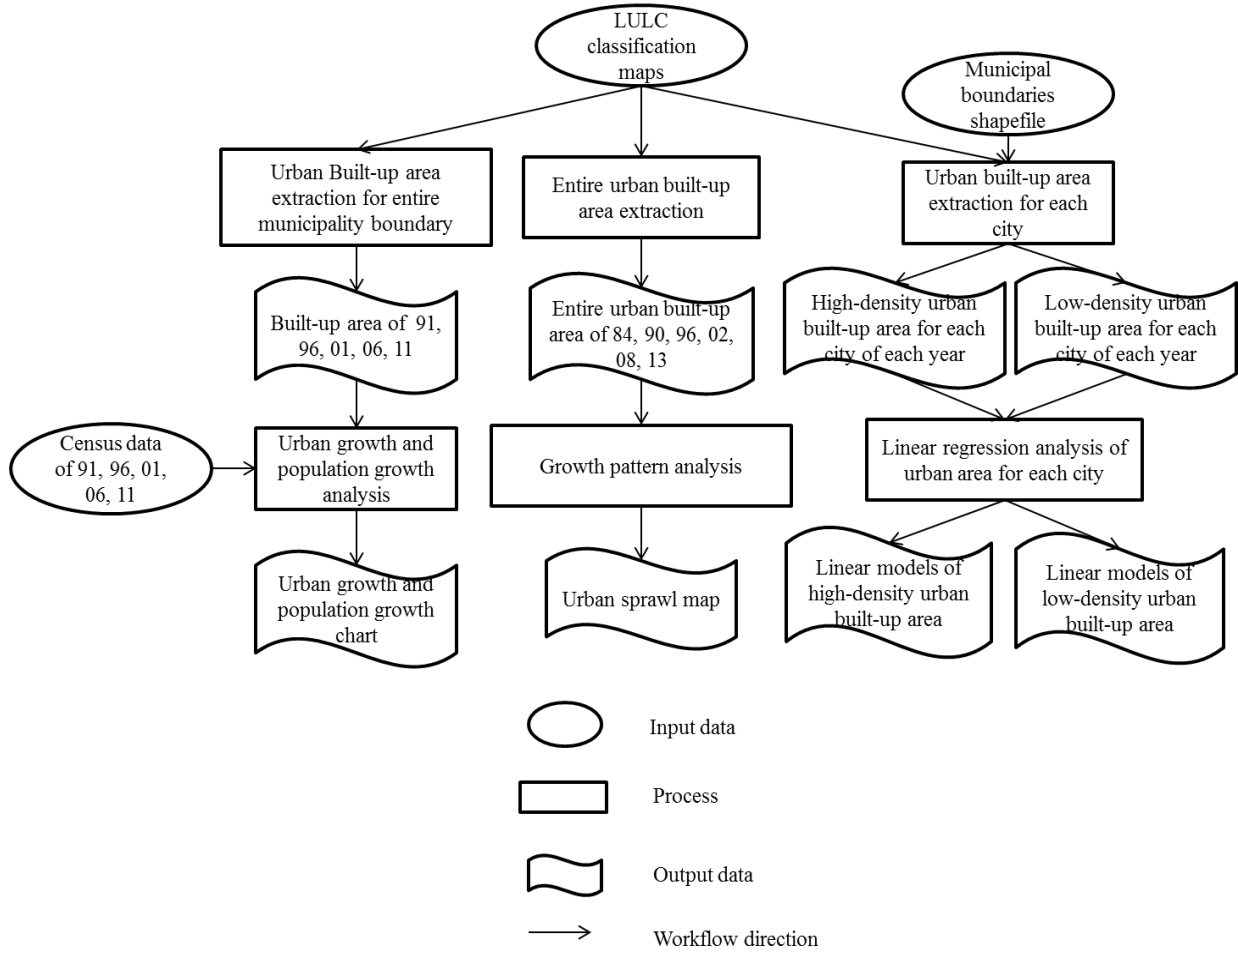 LULC
classification
maps
Municipal
boundaries
shapefile
Urban Built-up area
extraction for entire
municipality boundary
Entire urban built-up
area extraction
Urban built-up area
extraction for each
city
Built-up area of 91,
96, 01, 06, 11
Entire urban built-up
area of 84, 90, 96, 02,
08, 13
High-density urban
built-up area for each
city of each year
Low-density urban
built-up area for each
city of each year
Census data
of 91, 96, 01,
06, 11
Urban growth and
population growth
analysis
Growth pattern analysis
Linear regression analysis of
urban area for each city
Urban growth and
population growth
chart
Urban sprawl map
Linear models of
high-density urban
built-up area
Linear models of
low-density urban
built-up area
Input data
Process
Output data
Workflow direction